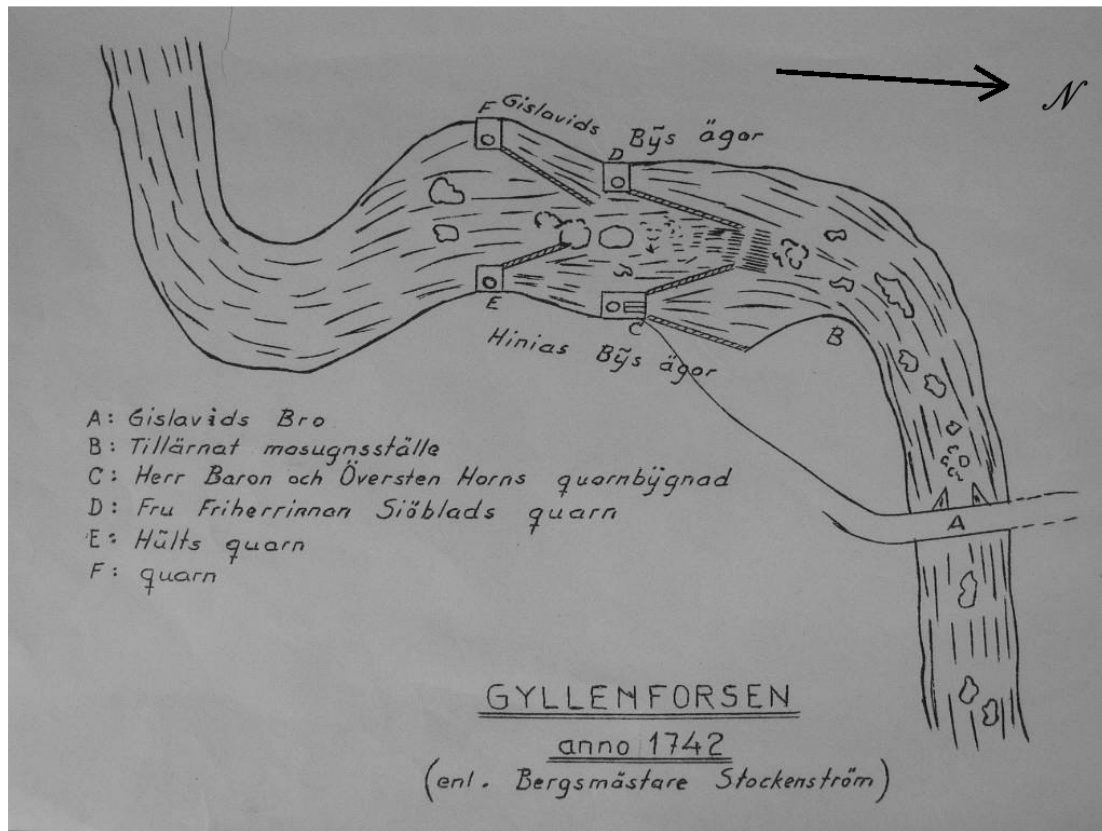 N
F
Gislavids Bÿs ägor
D
E
C
B
Hinias Bÿs ägor
A: Gislavids Bro
B: Tillärnat masugnsställe
C: Herr Baron och Översten Horns quarnbÿgnad
D: Fru Friherrinnan Siöblads quarn
E: Hülts quarn
F: quarn
A
GYLLENFORSEN
anno 1742
(enl. Bergsmästare Stockenström)